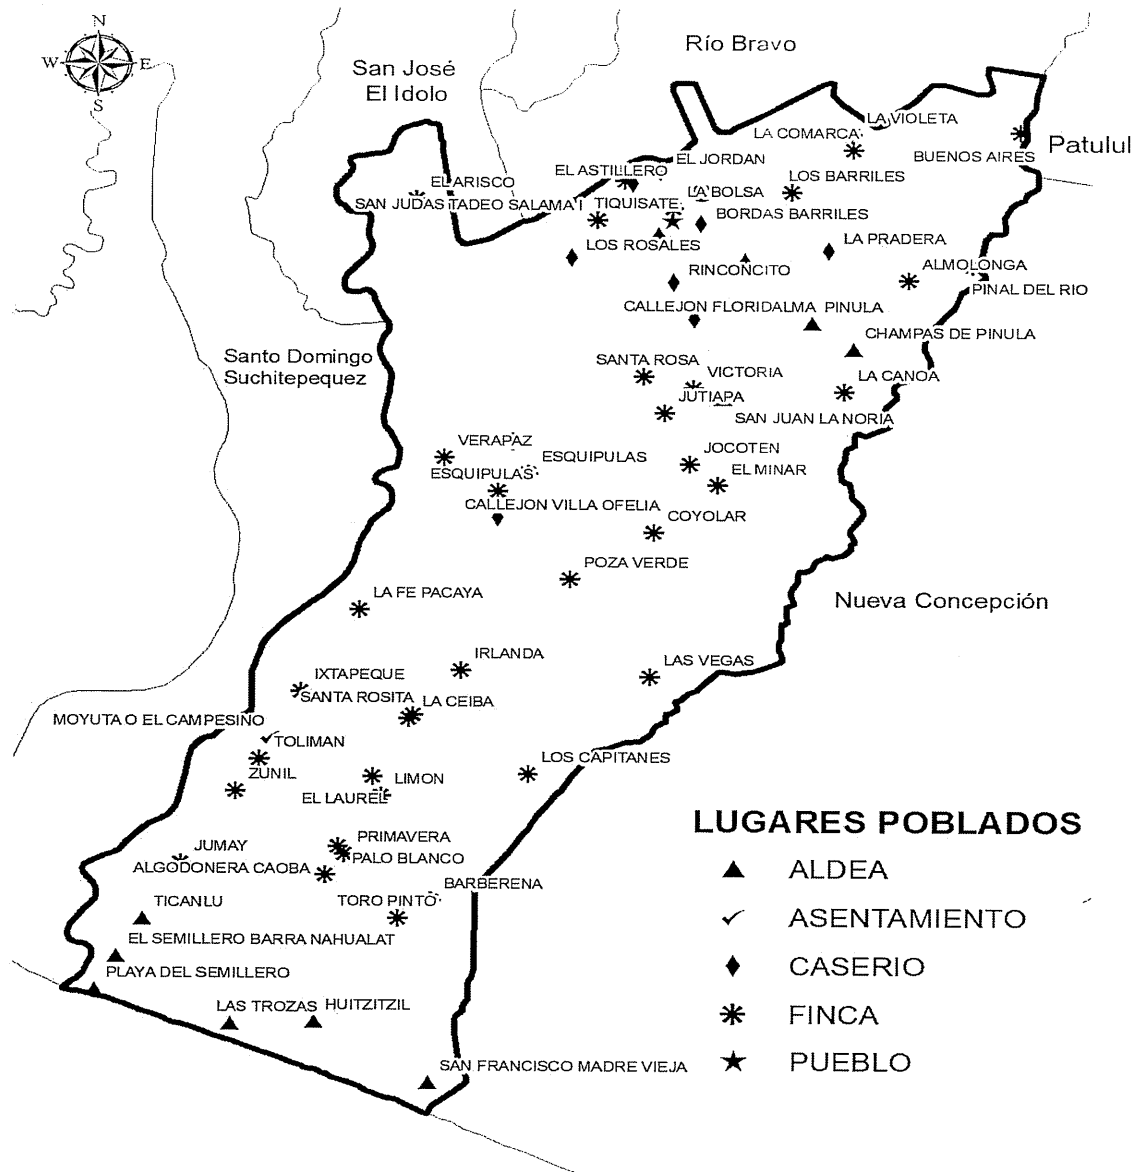 N
W
E
S
Río Bravo
San José
El Idolo
LA VIOLETA
LA COMARCA
Patulul
BUENOS AIRES
EL JORDAN
EL ASTILLERO
LOS BARRILES
EL ARISCO
LA BOLSA
SAN JUDAS TADEO SALAMA I
TIQUISATE
BORDAS BARRILES
LOS ROSALES
LA PRADERA
RINCONCITO
ALMOLONGA
PINAL DEL RIO
CALLEJON FLORIDALMA
PINULA
CHAMPAS DE PINULA
Santo Domingo
Suchitepequez
SANTA ROSA
VICTORIA
LA CANOA
JUTIAPA
SAN JUAN LA NORIA
VERAPAZ
ESQUIPULAS
JOCOTEN
ESQUIPULAS
EL MINAR
CALLEJON VILLA OFELIA
COYOLAR
POZA VERDE
LA FE PACAYA
Nueva Concepción
IRLANDA
LAS VEGAS
IXTAPEQUE
SANTA ROSITA
LA CEIBA
MOYUTA O EL CAMPESINO
TOLIMAN
LOS CAPITANES
ZUNIL
LIMON
EL LAUREL
PRIMAVERA
JUMAY
PALO BLANCO
ALGODONERA CAOBA
BARBERENA
TICANLU
TORO PINTO
EL SEMILLERO BARRA NAHUALAT
PLAYA DEL SEMILLERO
LAS TROZAS
HUITZITZIL
SAN FRANCISCO MADRE VIEJA
LUGARES POBLADOS
ALDEA
ASENTAMIENTO
CASERIO
FINCA
PUEBLO